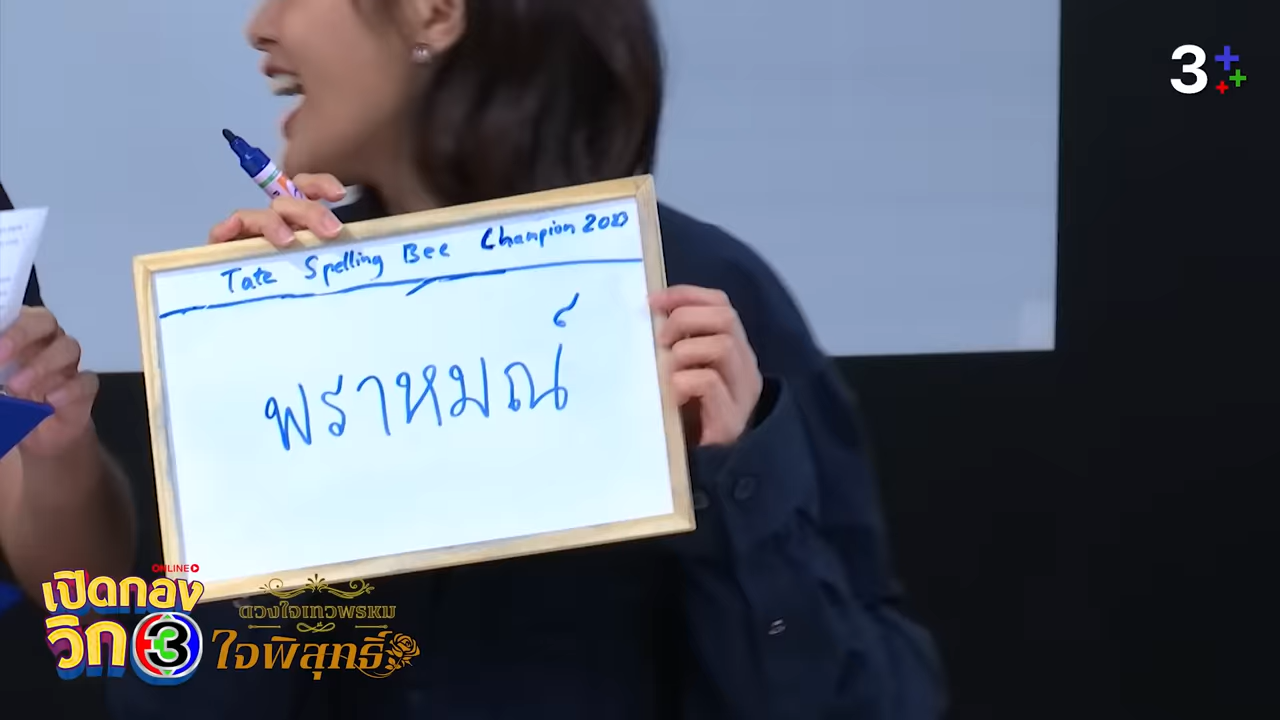 3
Tate Spelling Bee Champion 2023
พราหมณ์
ONLINE
เปิดกอง
วิก 3
ดวงใจเทวพรหม
ใจพิสุทธิ์